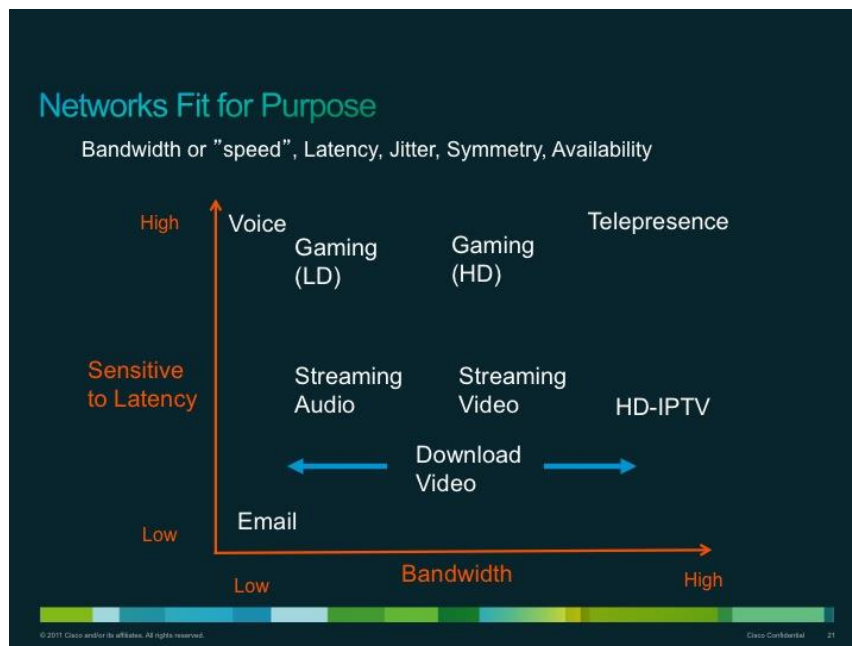 Networks Fit for Purpose
Bandwidth or ”speed”, Latency, Jitter, Symmetry, Availability
High
Voice
Telepresence
Gaming
(LD)
Gaming
(HD)
Sensitive
to Latency
Streaming
Audio
Streaming
Video
HD-IPTV
Download
Video
Email
Low
Low
Bandwidth
High
© 2011 Cisco and/or its affiliates. All rights reserved.
Cisco Confidential
21